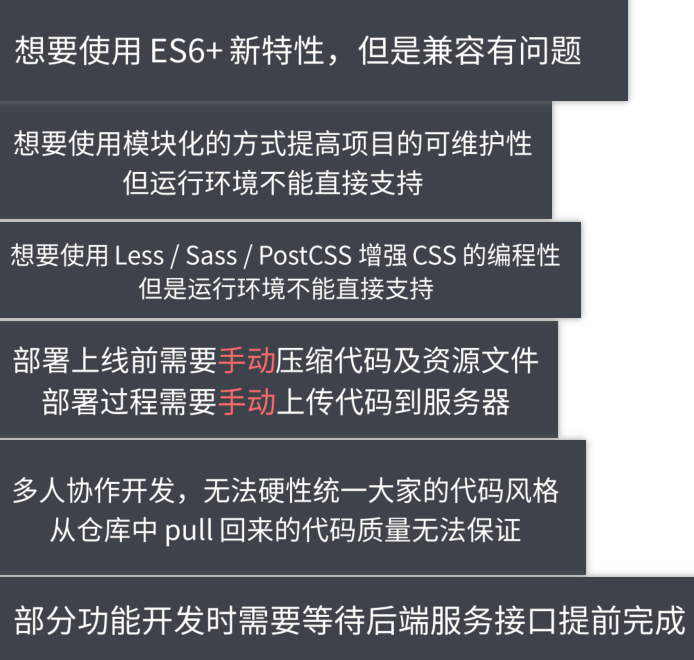 想要使用 ES6+ 新特性，但是兼容有问题
想要使用模块化的方式提高项目的可维护性
但运行环境不能直接支持
想要使用 Less / Sass / PostCSS 增强 CSS 的编程性
但是运行环境不能直接支持
部署上线前需要手动压缩代码及资源文件
部署过程需要手动上传代码到服务器
多人协作开发，无法硬性统一大家的代码风格
从仓库中 pull 回来的代码质量无法保证
部分功能开发时需要等待后端服务接口提前完成